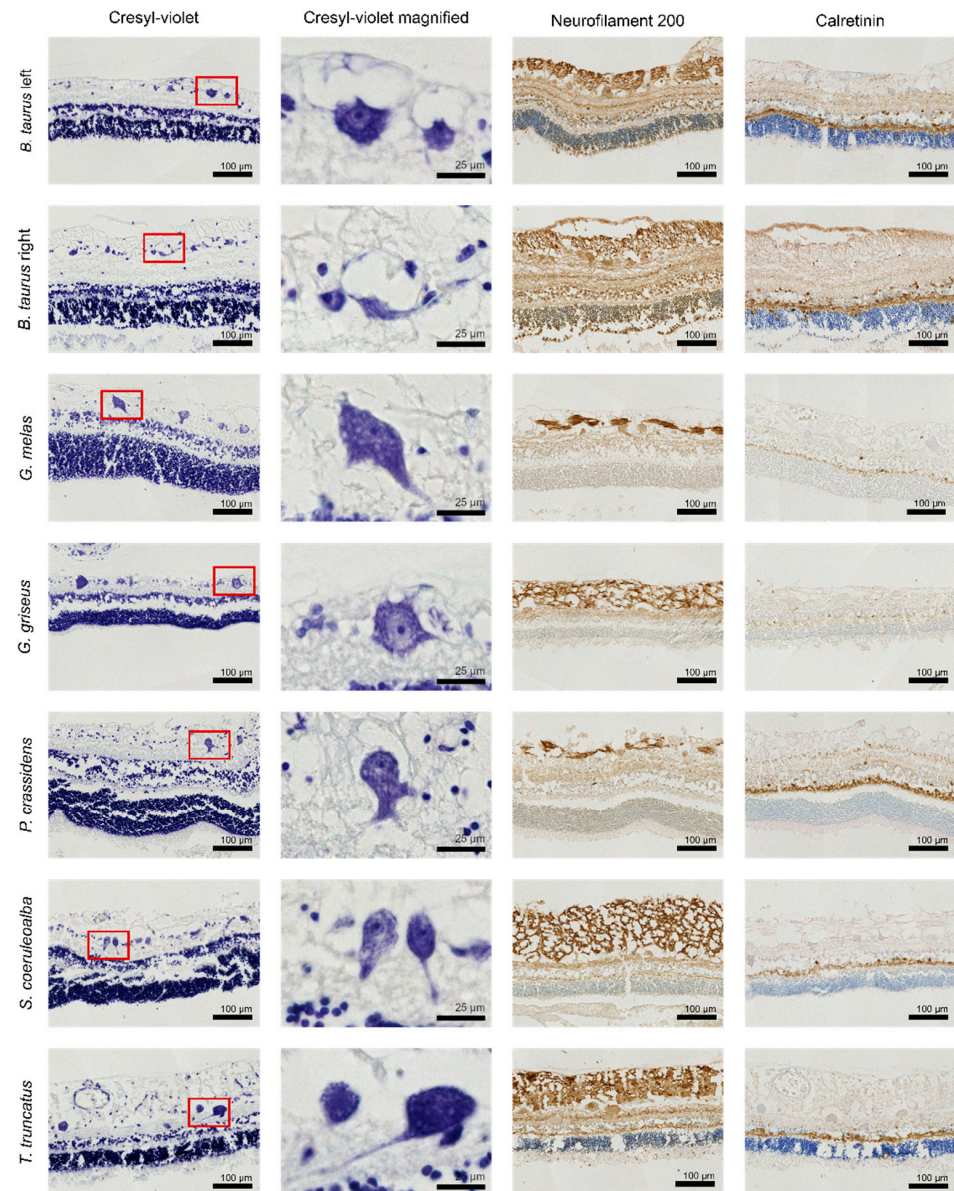 Cresyl-violet Cresyl-violet magnified Neurofilament 200 Calretinin
B. taurus left
100 µm 25 µm 100 µm 100 µm
B. taurus right
100 µm 25 µm 100 µm 100 µm
G. melas
100 µm 25 µm 100 µm 100 µm
G. griseus
100 µm 25 µm 100 µm 100 µm
P. crassidens
100 µm 25 µm 100 µm 100 µm
S. coeruleoalba
100 µm 25 µm 100 µm 100 µm
T. truncatus
100 µm 25 µm 100 µm 100 µm